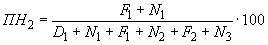 ПН₂ = (F₁ + N₁) / (D₁ + N₁ + F₁ + N₂ + F₂ + N₃) · 100